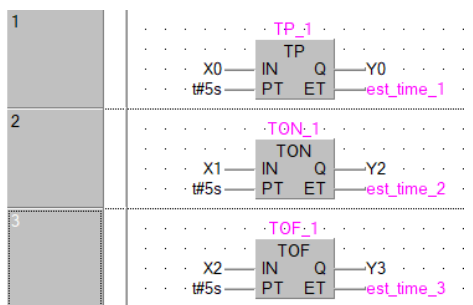 1
TP_1
TP
X0 IN Q Y0
t#5s PT ET est_time_1
2
TON_1
TON
X1 IN Q Y2
t#5s PT ET est_time_2
3
TOF_1
TOF
X2 IN Q Y3
t#5s PT ET est_time_3